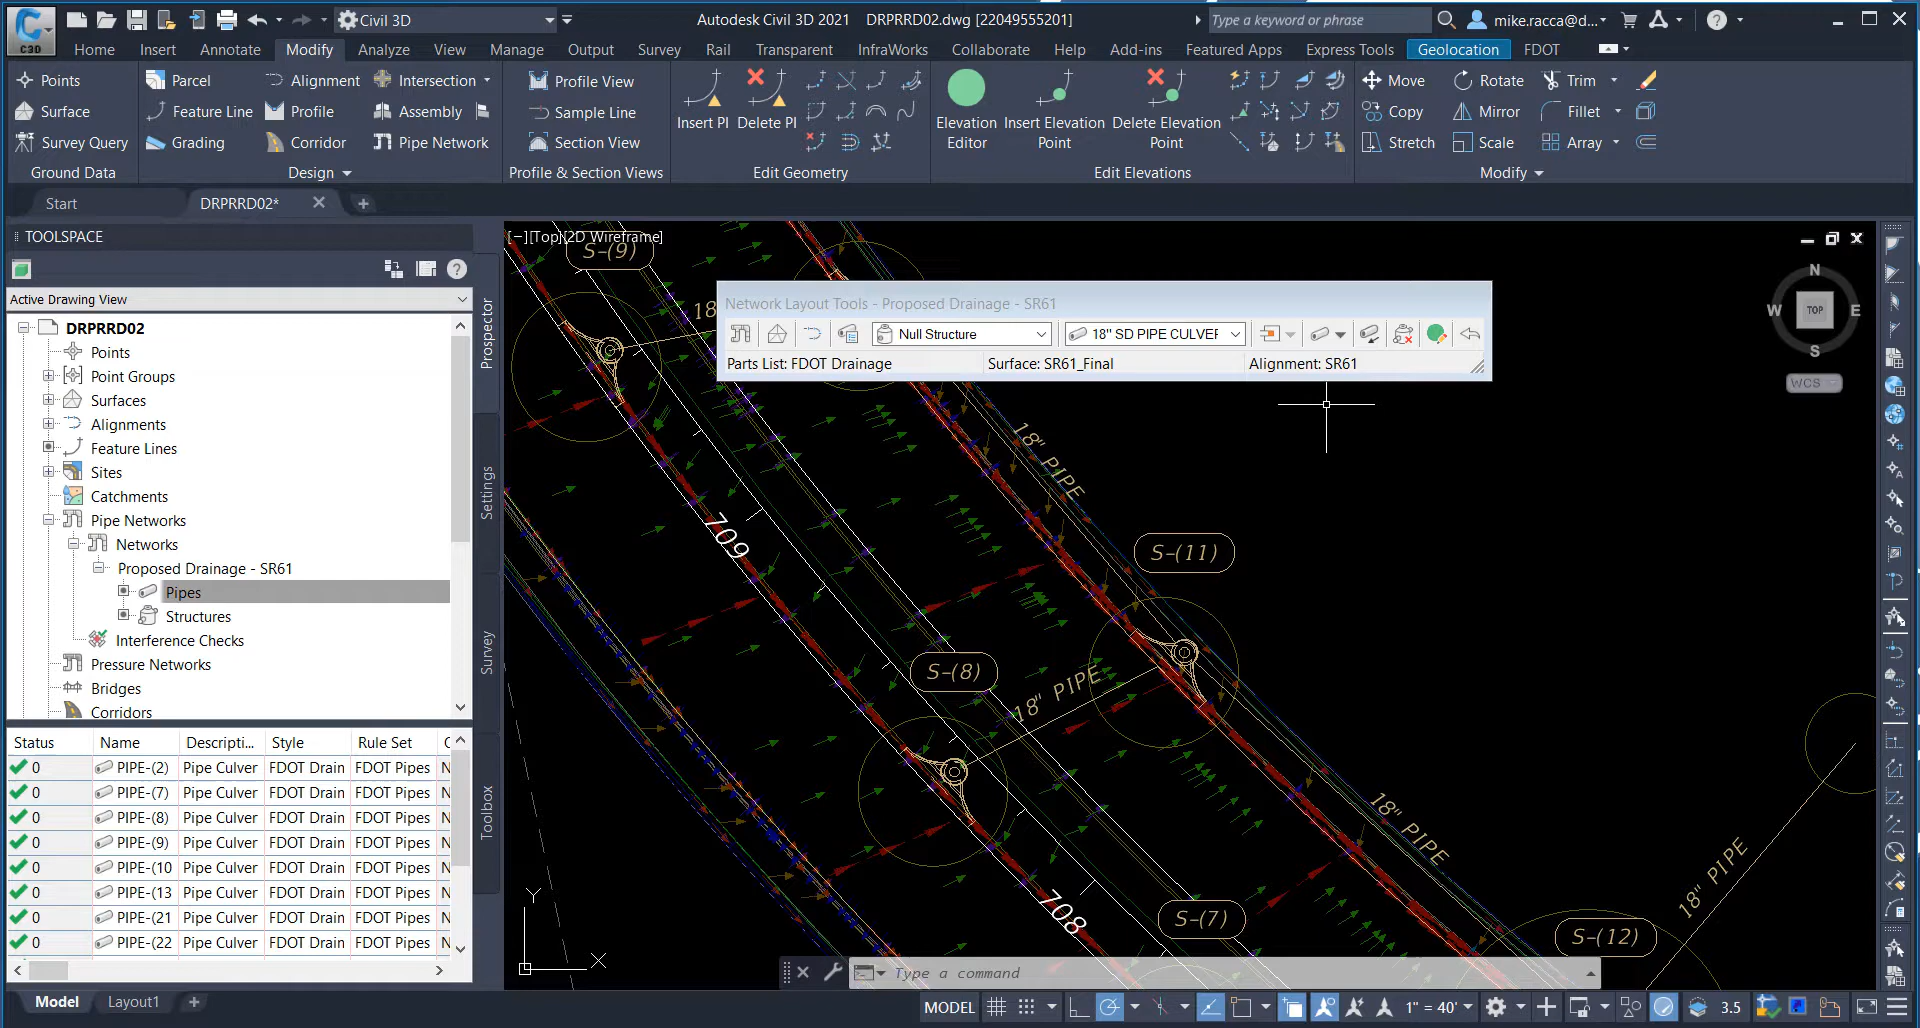 C3D
Civil 3D
Autodesk Civil 3D 2021 DRPRRD02.dwg [22049555201]
Type a keyword or phrase
mike.racca@d...
Home Insert Annotate Modify Analyze View Manage Output Survey Rail Transparent InfraWorks Collaborate Help Add-ins Featured Apps Express Tools Geolocation FDOT
Points Parcel Alignment Intersection Profile View
Surface Feature Line Profile Assembly Sample Line
Survey Query Grading Corridor Pipe Network Section View
Insert PI Delete PI
Elevation Editor Insert Elevation Point Delete Elevation Point
Move Rotate Trim
Copy Mirror Fillet
Stretch Scale Array
Ground Data Design Profile & Section Views Edit Geometry Edit Elevations Modify
Start DRPRRD02*
TOOLSPACE
Active Drawing View
DRPRRD02
Points
Point Groups
Surfaces
Alignments
Feature Lines
Sites
Catchments
Pipe Networks
Networks
Proposed Drainage - SR61
Pipes
Structures
Interference Checks
Pressure Networks
Bridges
Corridors
Prospector
Settings
Survey
Toolbox
Status Name Descripti... Style Rule Set
0 PIPE-(2) Pipe Culver FDOT Drain FDOT Pipes N
0 PIPE-(7) Pipe Culver FDOT Drain FDOT Pipes N
0 PIPE-(8) Pipe Culver FDOT Drain FDOT Pipes N
0 PIPE-(9) Pipe Culver FDOT Drain FDOT Pipes N
0 PIPE-(10 Pipe Culver FDOT Drain FDOT Pipes N
0 PIPE-(13 Pipe Culver FDOT Drain FDOT Pipes N
0 PIPE-(21 Pipe Culver FDOT Drain FDOT Pipes N
0 PIPE-(22 Pipe Culver FDOT Drain FDOT Pipes N
[−][Top][2D Wireframe]
S-(9)
18
Network Layout Tools - Proposed Drainage - SR61
Null Structure
18" SD PIPE CULVER
Parts List: FDOT Drainage Surface: SR61_Final Alignment: SR61
N
W TOP E
S
WCS
18" PIPE
709
S-(11)
S-(8)
18" PIPE
18" PIPE
18" PIPE
708
S-(7)
S-(12)
Y
X
Type a command
Model Layout1
MODEL
1" = 40'
3.5